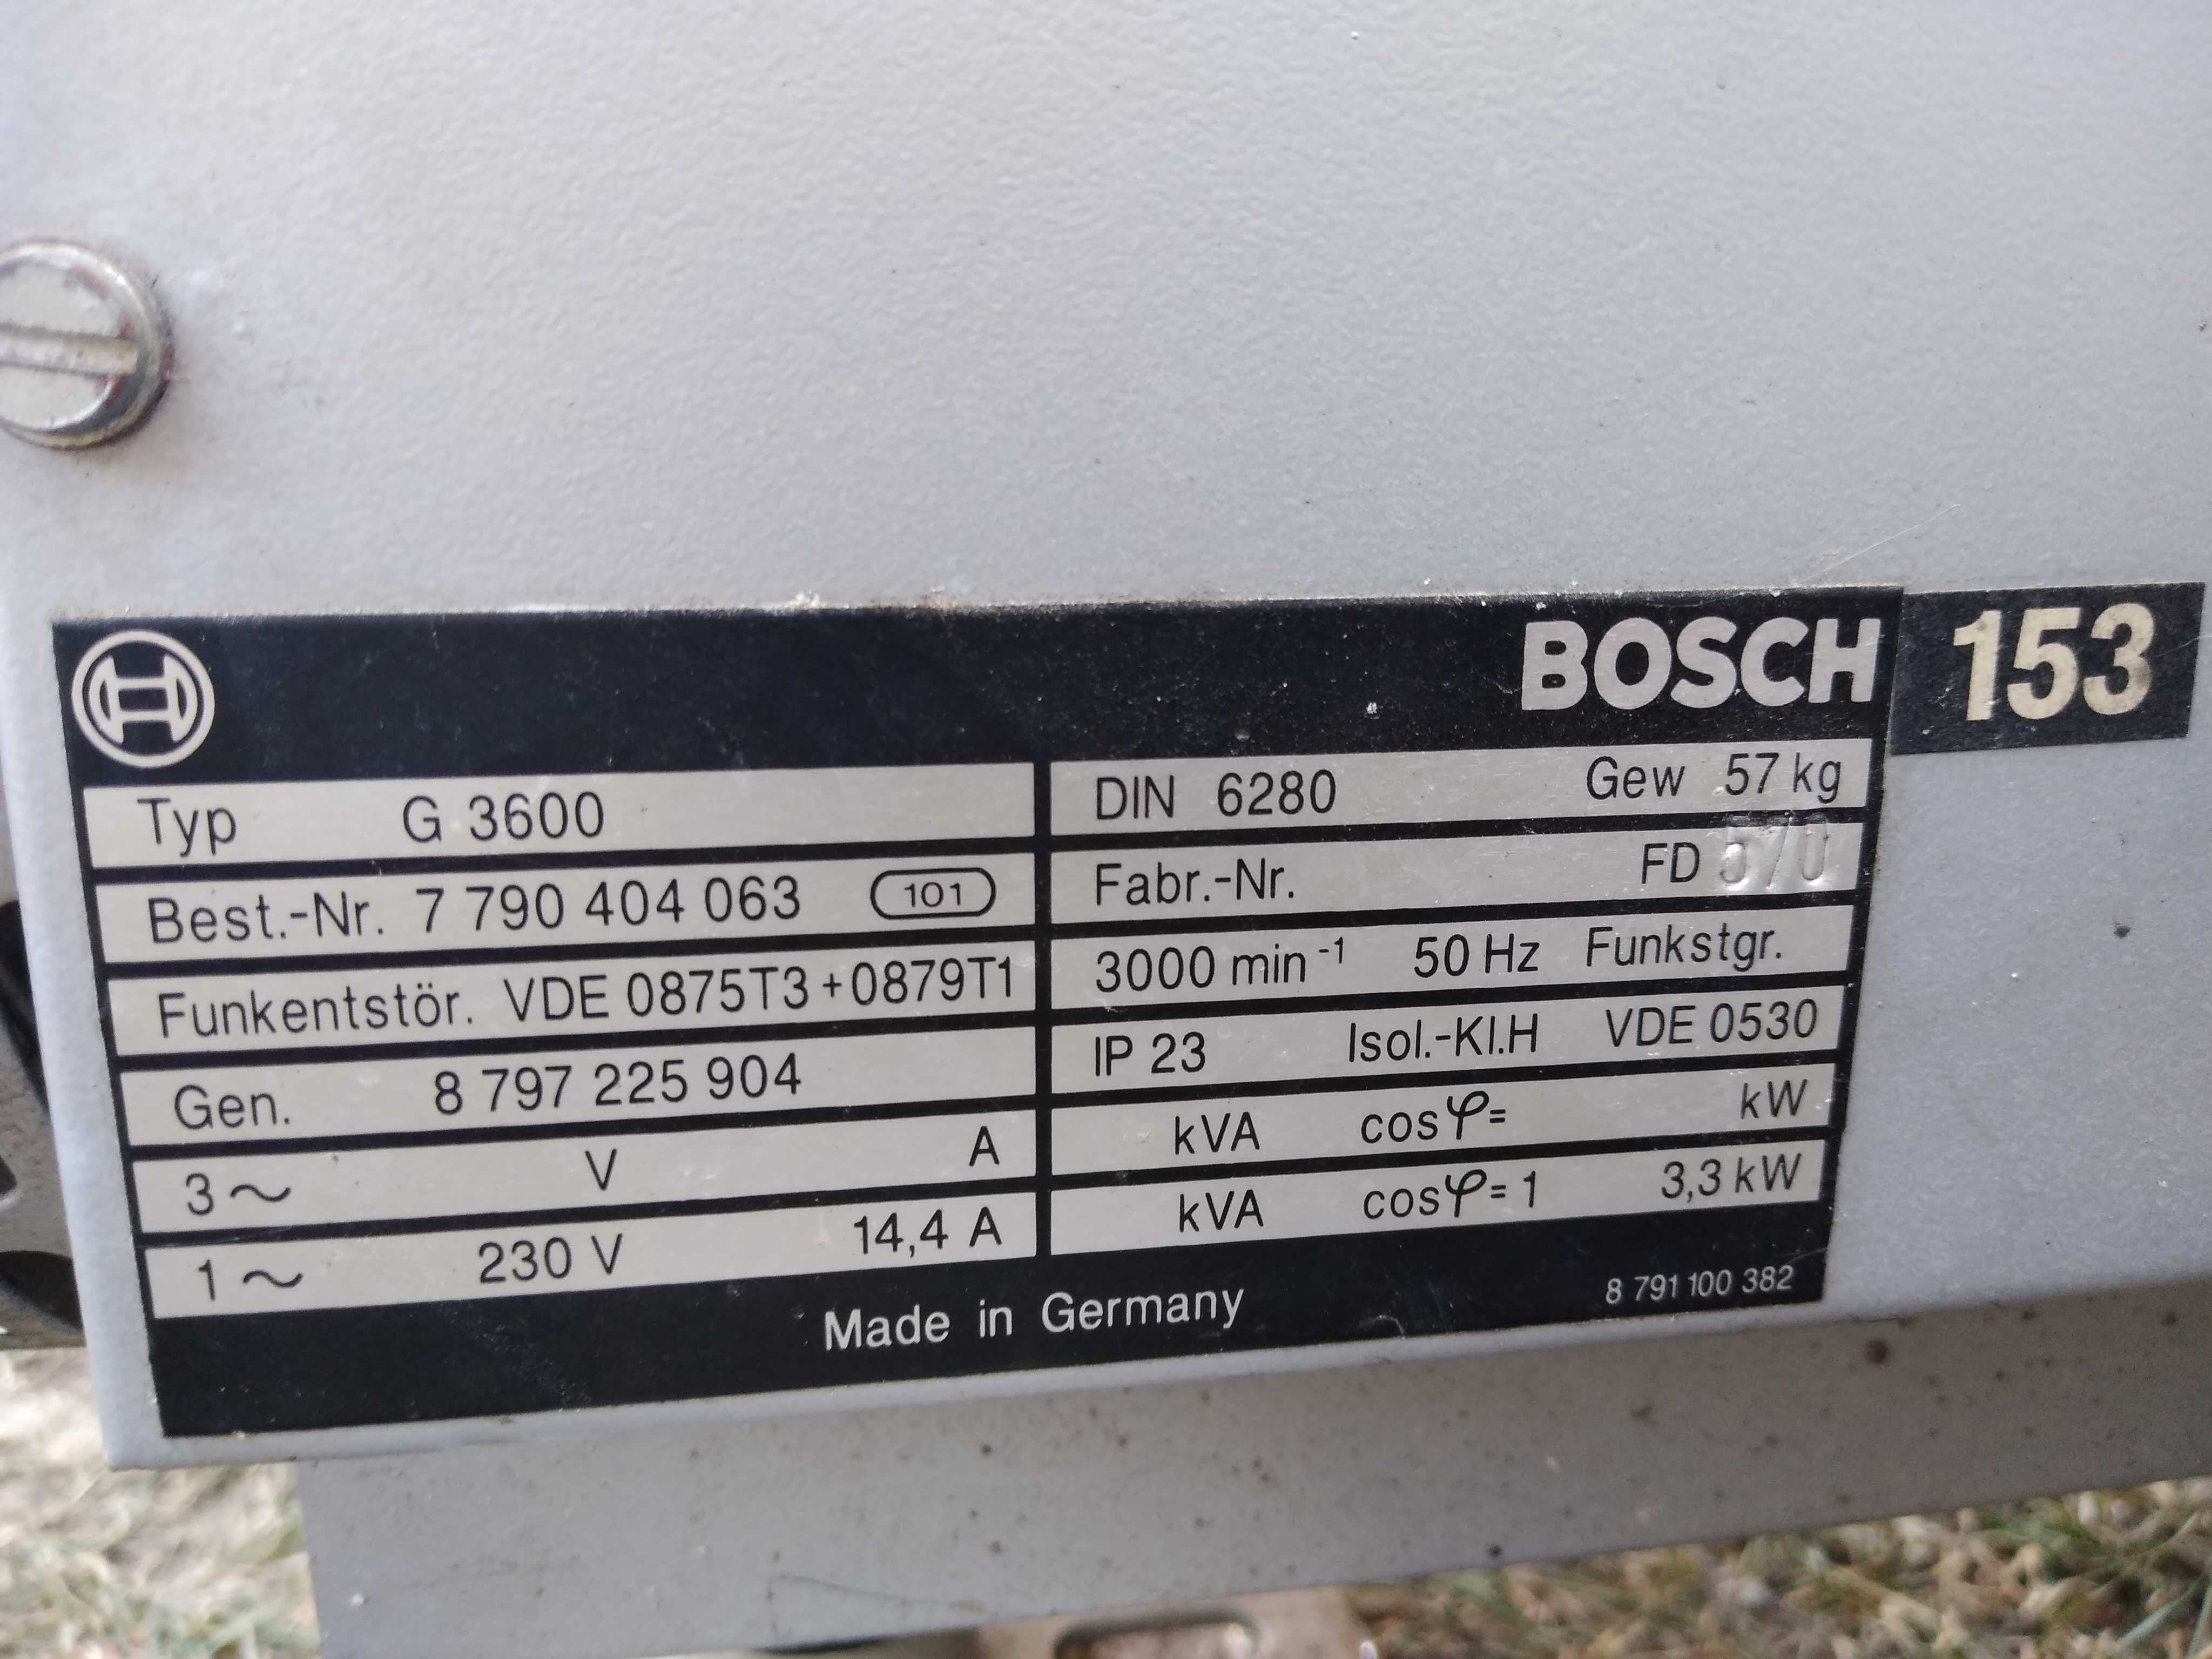 BOSCH 153
Typ G 3600
Best.-Nr. 7 790 404 063 101
Funkentstör. VDE 0875T3+0879T1
Gen. 8 797 225 904
3~ V A
1~ 230 V 14,4 A
DIN 6280 Gew 57 kg
Fabr.-Nr. FD 570
3000 min⁻¹ 50 Hz Funkstgr.
IP 23 Isol.-Kl.H VDE 0530
kVA cosφ= kW
kVA cosφ=1 3,3 kW
Made in Germany
8 791 100 382